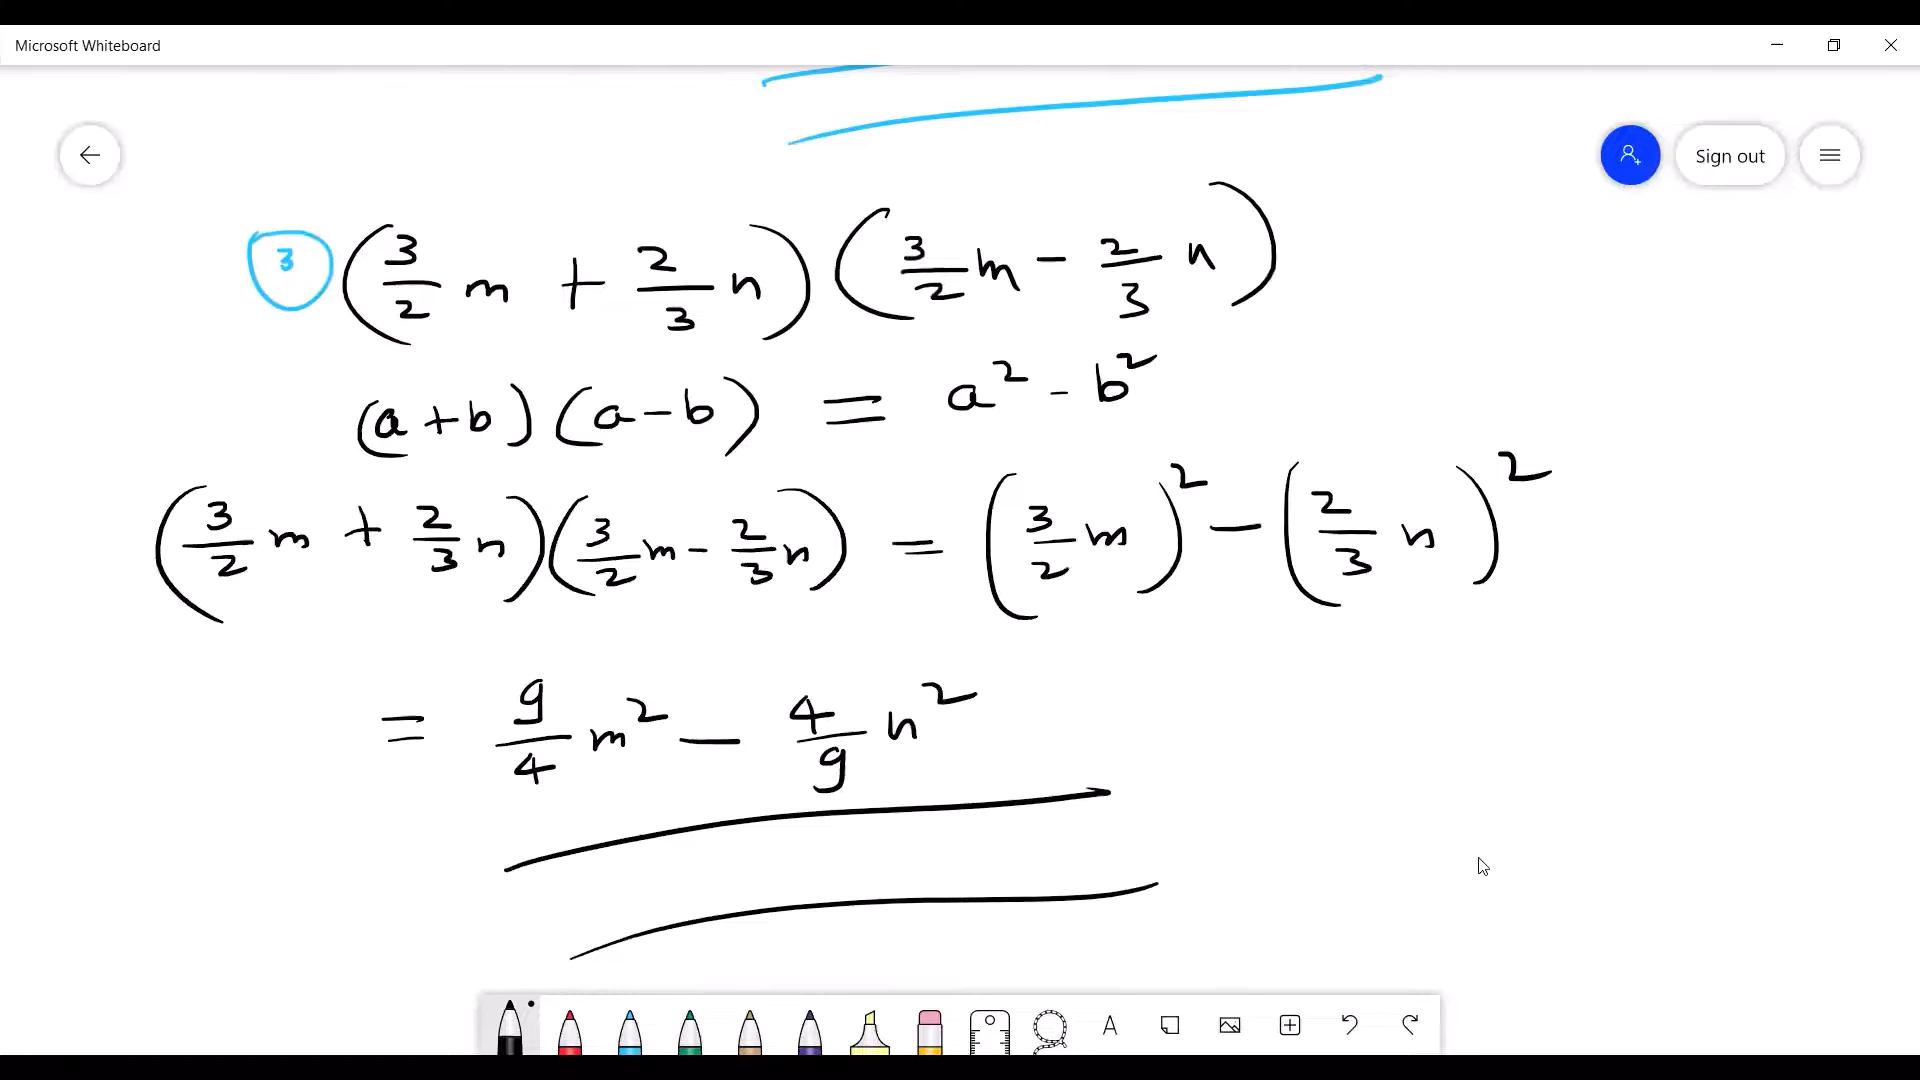 Microsoft Whiteboard
Sign out
3 (3/2 m + 2/3 n) (3/2 m - 2/3 n)
(a + b) (a - b) = a² - b²
(3/2 m + 2/3 n) (3/2 m - 2/3 n) = (3/2 m)² - (2/3 n)²
= 9/4 m² - 4/9 n²